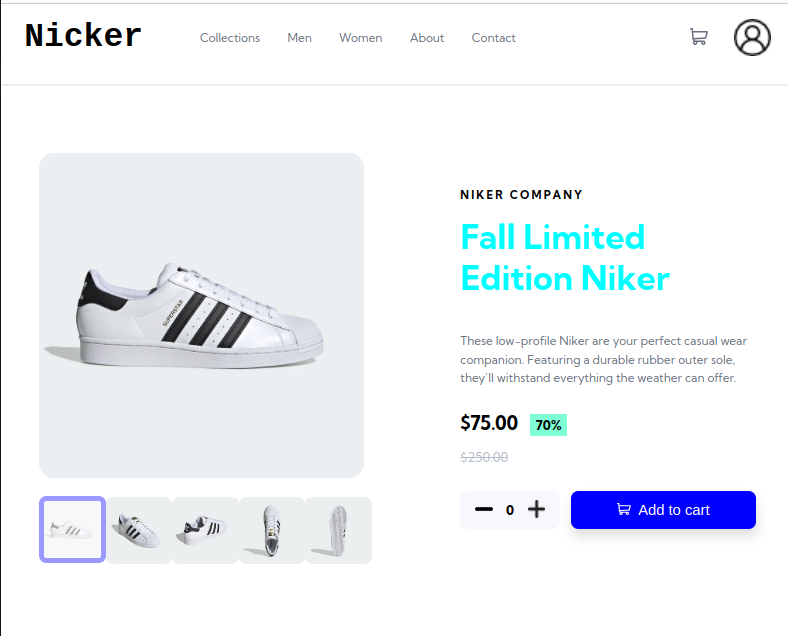 Nicker
Collections Men Women About Contact
NIKER COMPANY
Fall Limited
Edition Niker
These low-profile Niker are your perfect casual wear
companion. Featuring a durable rubber outer sole,
they'll withstand everything the weather can offer.
$75.00 70%
$250.00
0 Add to cart
SUPERSTAR